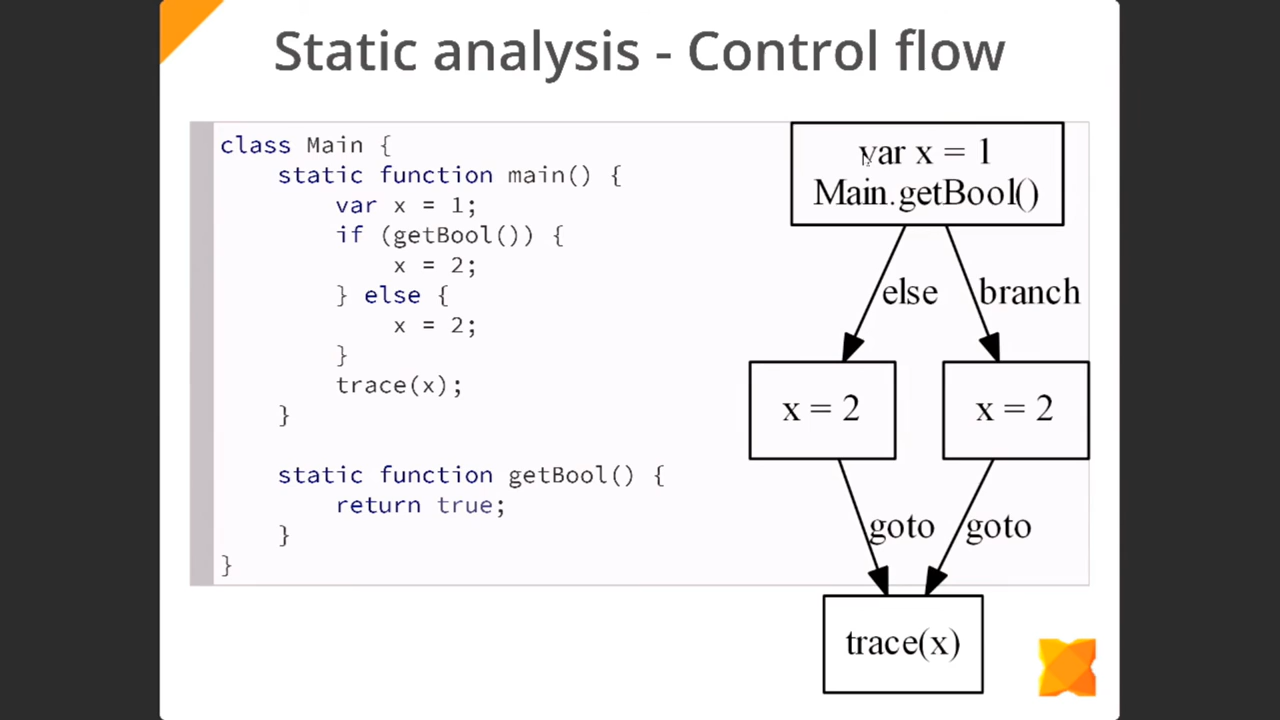 Static analysis - Control flow
class Main {
    static function main() {
        var x = 1;
        if (getBool()) {
            x = 2;
        } else {
            x = 2;
        }
        trace(x);
    }

    static function getBool() {
        return true;
    }
}
var x = 1
Main.getBool()
else
branch
x = 2
x = 2
goto
goto
trace(x)